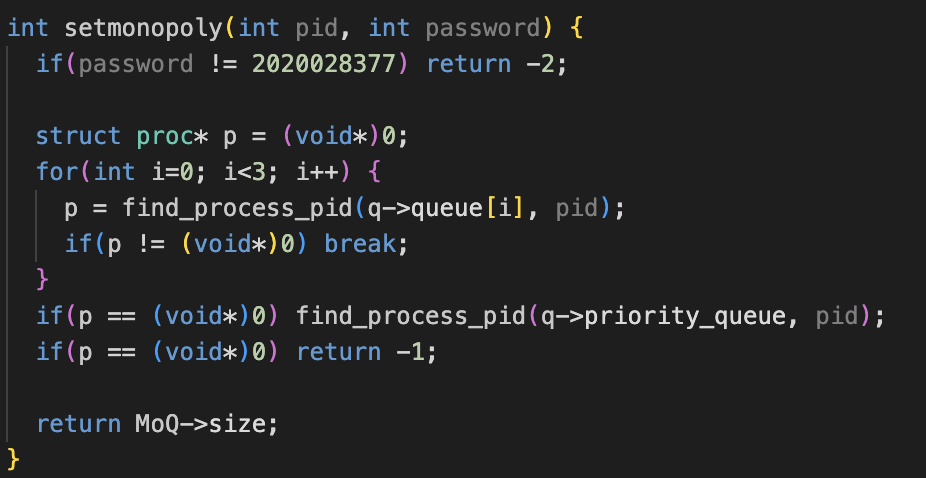 int setmonopoly(int pid, int password) {
  if(password != 2020028377) return -2;

  struct proc* p = (void*)0;
  for(int i=0; i<3; i++) {
    p = find_process_pid(q->queue[i], pid);
    if(p != (void*)0) break;
  }
  if(p == (void*)0) find_process_pid(q->priority_queue, pid);
  if(p == (void*)0) return -1;

  return MoQ->size;
}